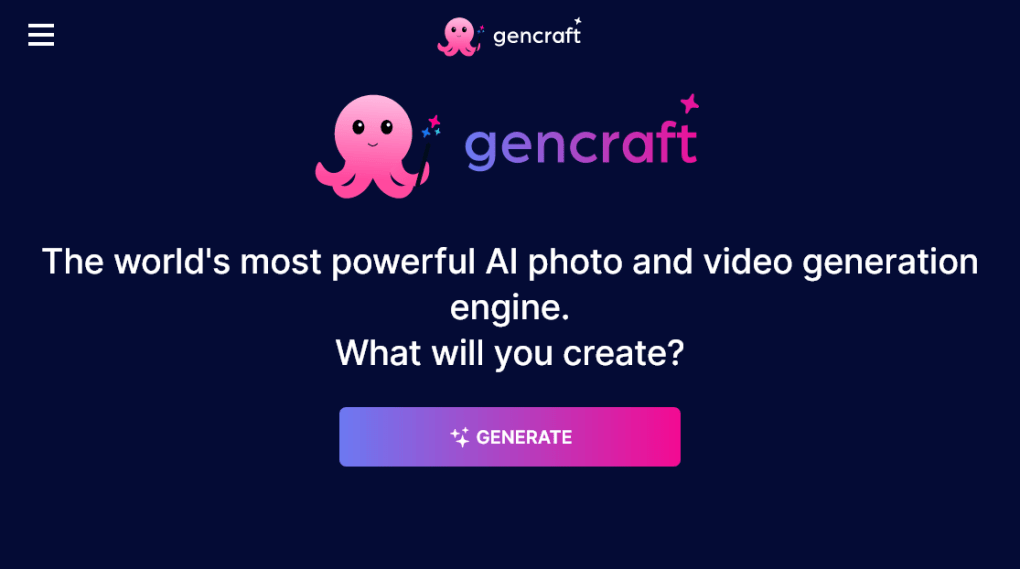 gencraft
gencraft
The world's most powerful AI photo and video generation
engine.
What will you create?
GENERATE